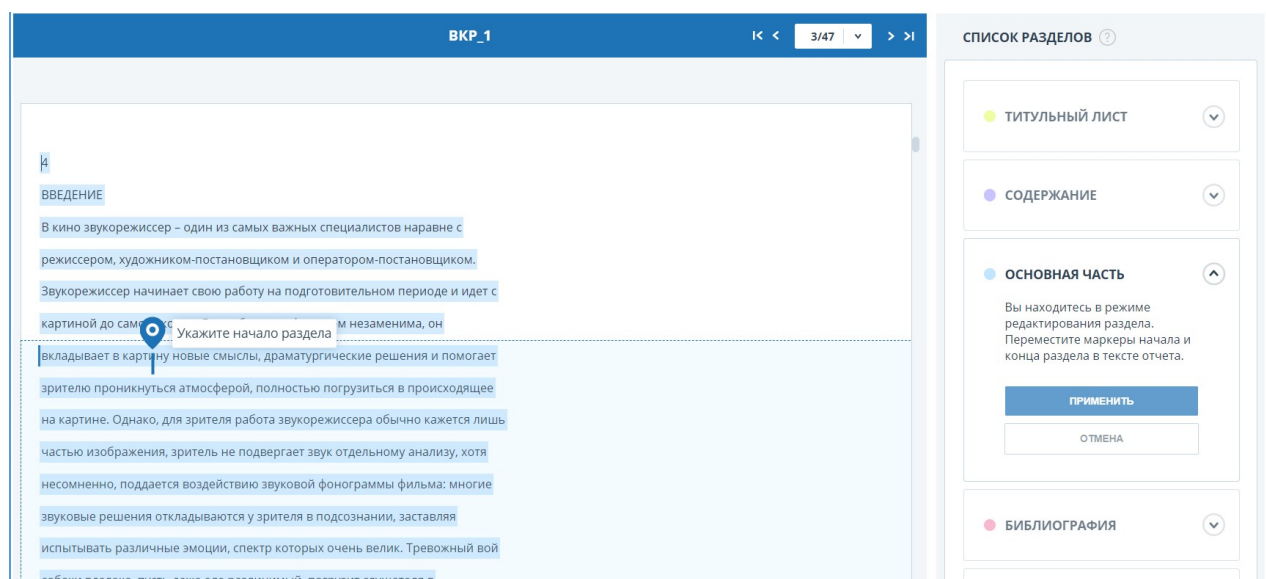 ВКР_1
3/47
СПИСОК РАЗДЕЛОВ ?
4
ВВЕДЕНИЕ
В кино звукорежиссер – один из самых важных специалистов наравне с
режиссером, художником-постановщиком и оператором-постановщиком.
Звукорежиссер начинает свою работу на подготовительном периоде и идет с
картиной до незаменима, он
Укажите начало раздела
вкладывает в картину новые смыслы, драматургические решения и помогает
зрителю проникнуться атмосферой, полностью погрузиться в происходящее
на картине. Однако, для зрителя работа звукорежиссера обычно кажется лишь
частью изображения, зритель не подвергает звук отдельному анализу, хотя
несомненно, поддается воздействию звуковой фонограммы фильма: многие
звуковые решения откладываются у зрителя в подсознании, заставляя
испытывать различные эмоции, спектр которых очень велик. Тревожный вой
ТИТУЛЬНЫЙ ЛИСТ
СОДЕРЖАНИЕ
ОСНОВНАЯ ЧАСТЬ
Вы находитесь в режиме
редактирования раздела.
Переместите маркеры начала и
конца раздела в тексте отчета.
ПРИМЕНИТЬ
ОТМЕНА
БИБЛИОГРАФИЯ